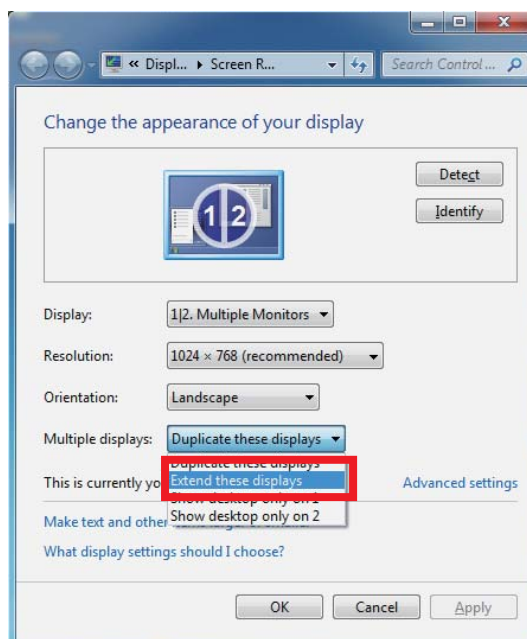 « Displ... ▸ Screen R...
Search Control ...
Change the appearance of your display
1|2
Detect
Identify
Display: 1|2. Multiple Monitors
Resolution: 1024 × 768 (recommended)
Orientation: Landscape
Multiple displays: Duplicate these displays
Duplicate these displays
This is currently yo Extend these displays Advanced settings
Show desktop only on 1
Make text and othe Show desktop only on 2
What display settings should I choose?
OK Cancel Apply